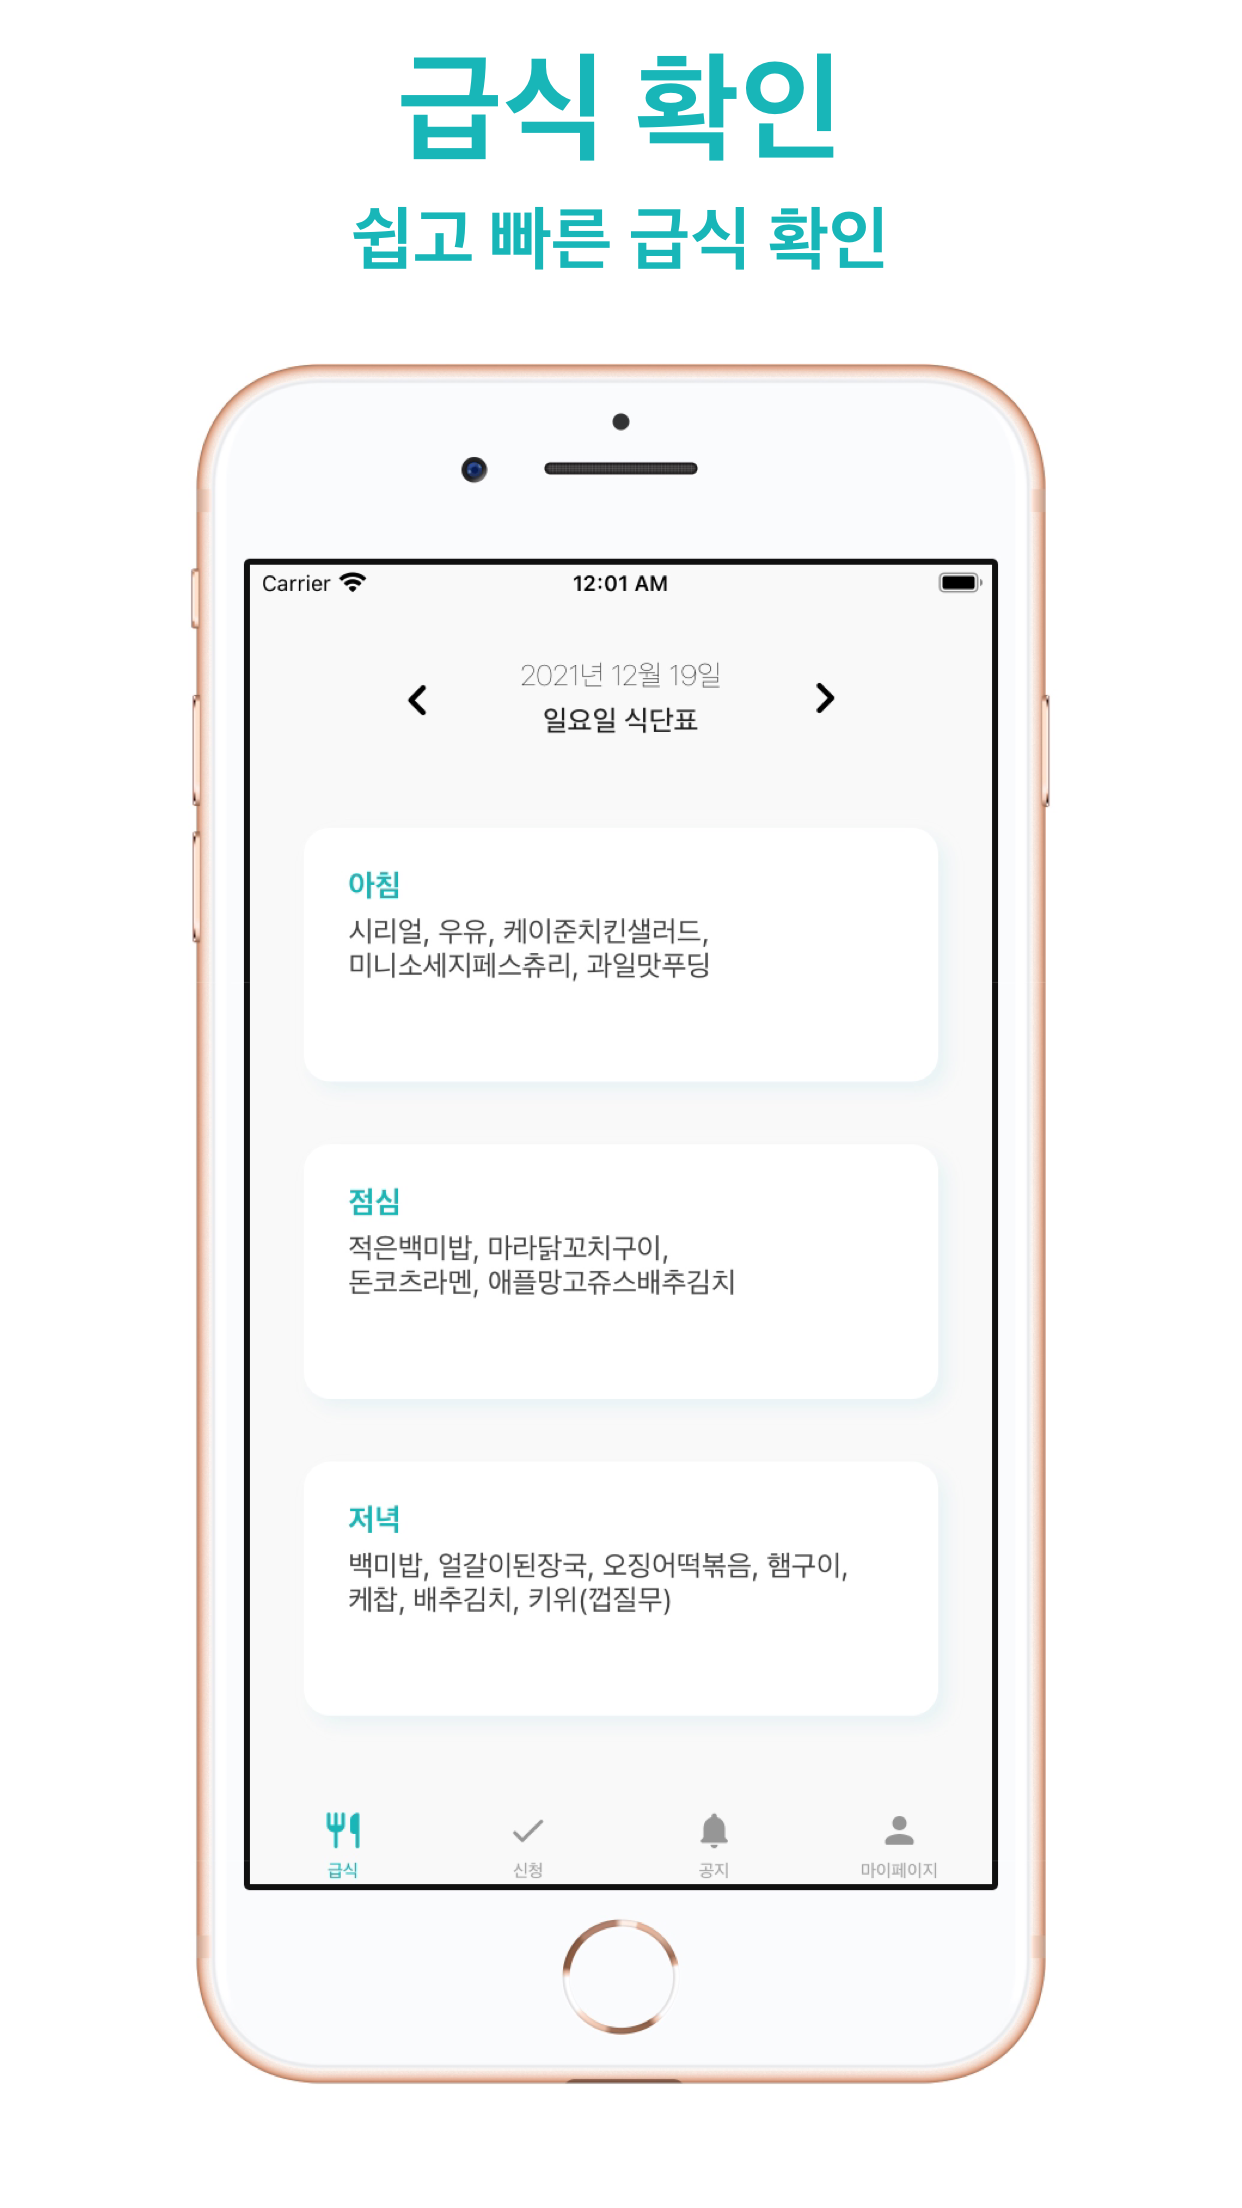 급식 확인
쉽고 빠른 급식 확인
Carrier 12:01 AM
2021년 12월 19일
일요일 식단표
아침
시리얼, 우유, 케이준치킨샐러드,
미니소세지페스츄리, 과일맛푸딩
점심
적은백미밥, 마라닭꼬치구이,
돈코츠라멘, 애플망고쥬스배추김치
저녁
백미밥, 얼갈이된장국, 오징어떡볶음, 햄구이,
케찹, 배추김치, 키위(껍질무)
급식 신청 공지 마이페이지